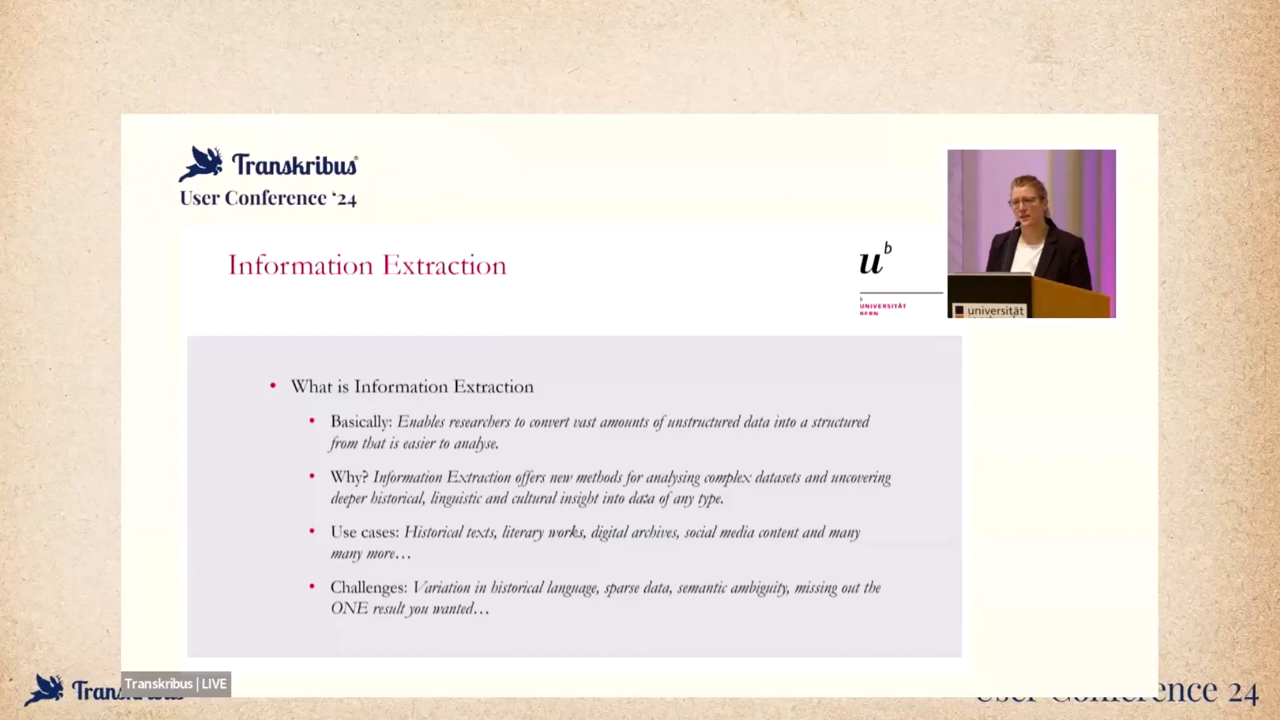 Transkribus
User Conference ‘24
Information Extraction
u b
b
UNIVERSITÄT
BERN
universität
• What is Information Extraction
• Basically: Enables researchers to convert vast amounts of unstructured data into a structured
from that is easier to analyse.
• Why? Information Extraction offers new methods for analysing complex datasets and uncovering
deeper historical, linguistic and cultural insight into data of any type.
• Use cases: Historical texts, literary works, digital archives, social media content and many
many more…
• Challenges: Variation in historical language, sparse data, semantic ambiguity, missing out the
ONE result you wanted…
Transkribus | LIVE
User Conference 24